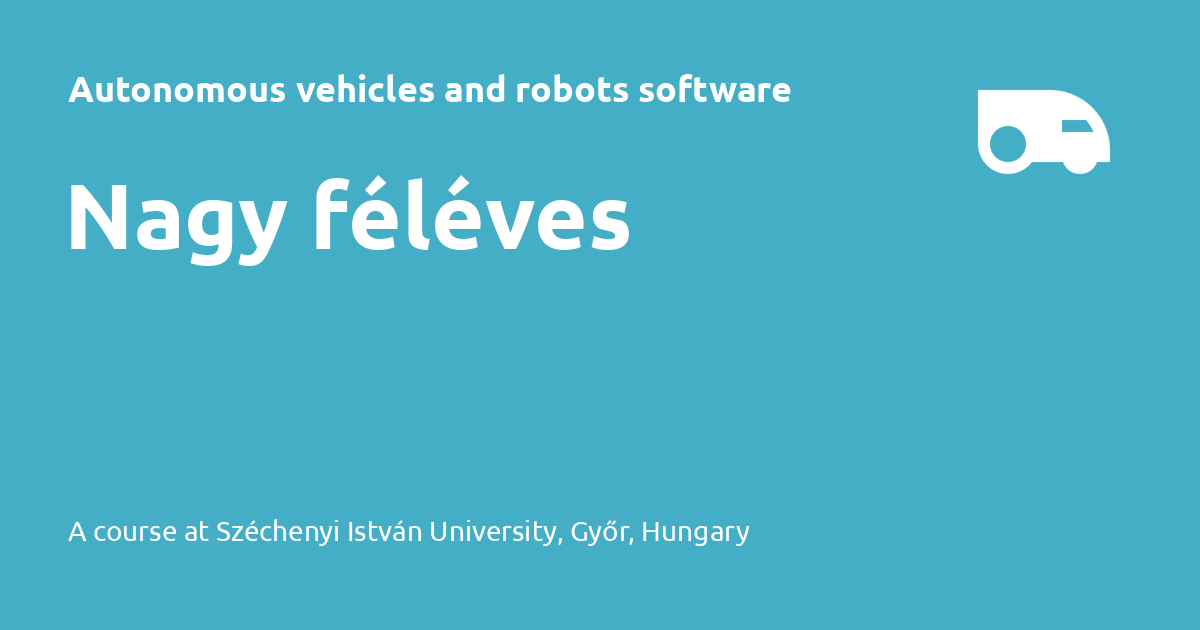 Autonomous vehicles and robots software
Nagy féléves
A course at Széchenyi István University, Győr, Hungary